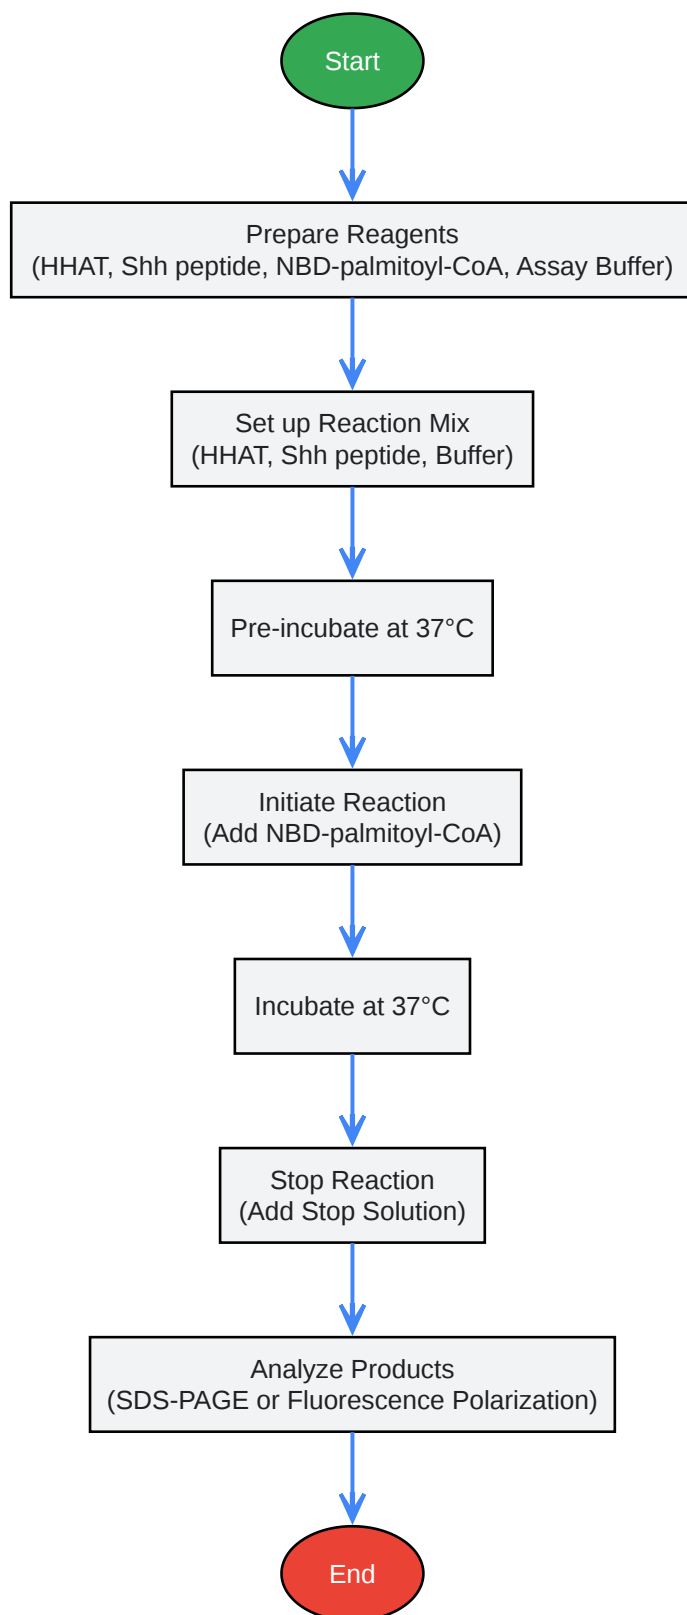 Start
Prepare Reagents
(HHAT, Shh peptide, NBD-palmitoyl-CoA, Assay Buffer)
Set up Reaction Mix
(HHAT, Shh peptide, Buffer)
Pre-incubate at 37°C
Initiate Reaction
(Add NBD-palmitoyl-CoA)
Incubate at 37°C
Stop Reaction
(Add Stop Solution)
Analyze Products
(SDS-PAGE or Fluorescence Polarization)
End